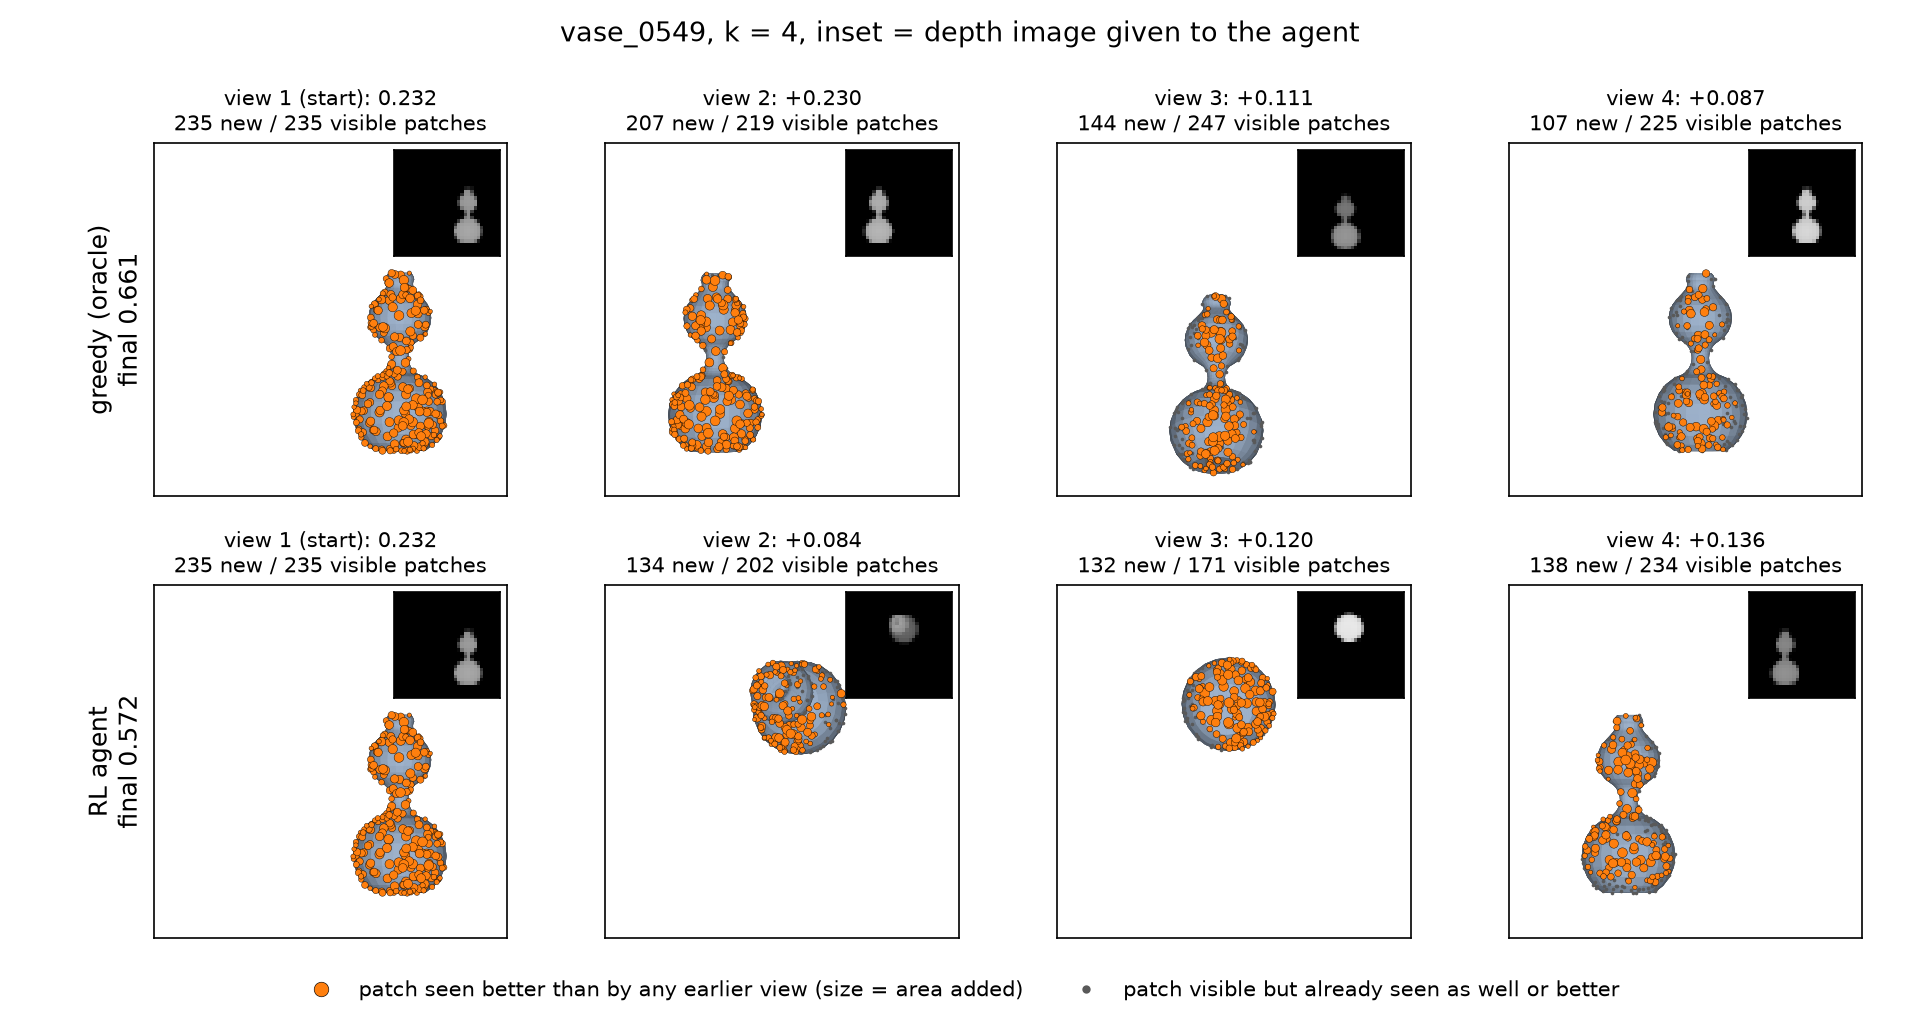 vase_0549, k = 4, inset = depth image given to the agent
greedy (oracle)
final 0.661
view 1 (start): 0.232
235 new / 235 visible patches
view 2: +0.230
207 new / 219 visible patches
view 3: +0.111
144 new / 247 visible patches
view 4: +0.087
107 new / 225 visible patches
RL agent
final 0.572
view 1 (start): 0.232
235 new / 235 visible patches
view 2: +0.084
134 new / 202 visible patches
view 3: +0.120
132 new / 171 visible patches
view 4: +0.136
138 new / 234 visible patches
patch seen better than by any earlier view (size = area added)
patch visible but already seen as well or better